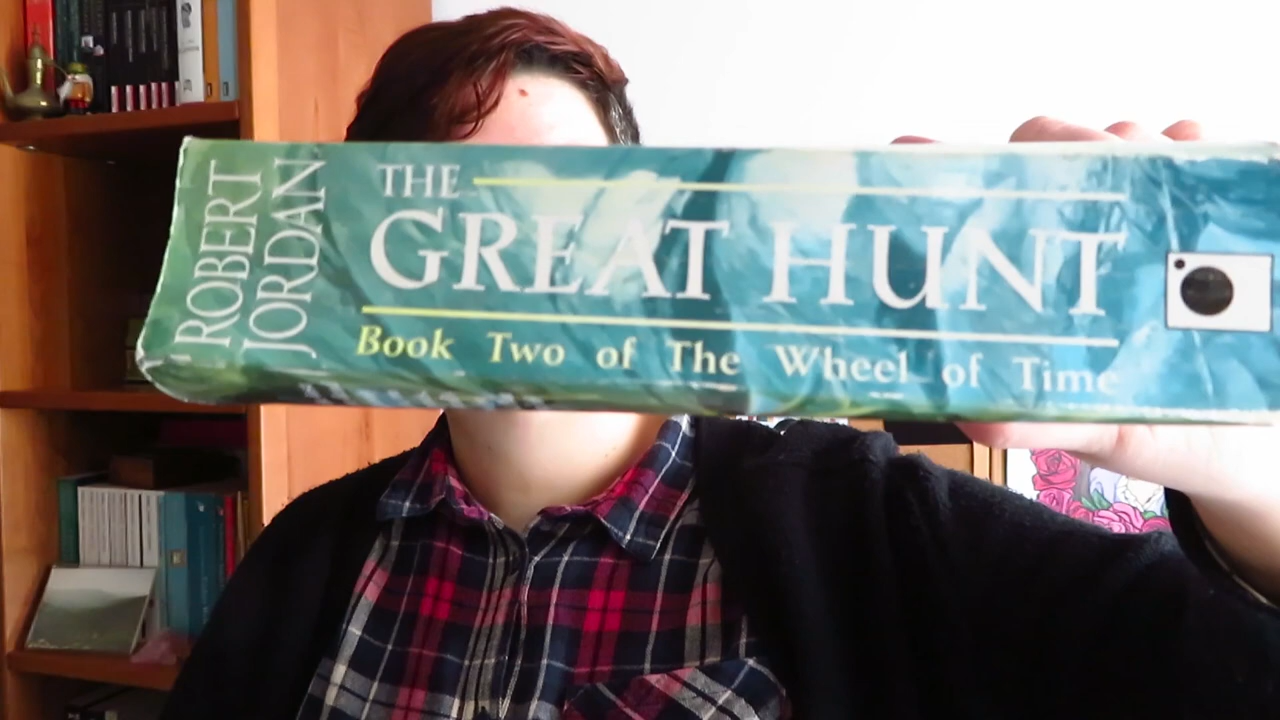 ROBERT
JORDAN
THE
GREAT HUNT
Book Two of The Wheel of Time